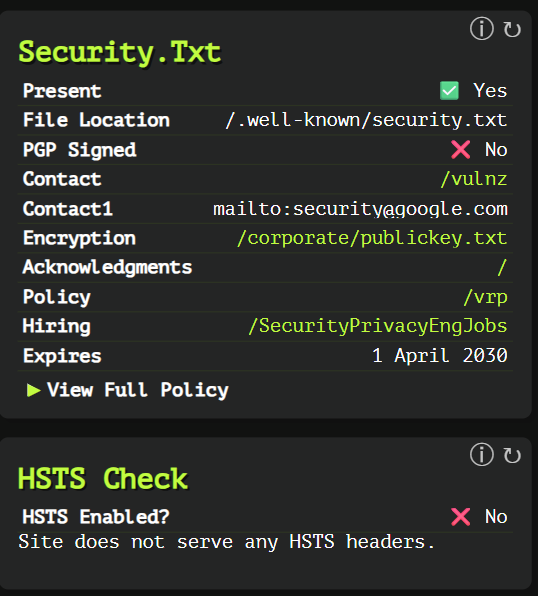 Security.Txt
Present ✅ Yes
File Location /.well-known/security.txt
PGP Signed ❌ No
Contact /vulnz
Contact1 mailto:security@google.com
Encryption /corporate/publickey.txt
Acknowledgments /
Policy /vrp
Hiring /SecurityPrivacyEngJobs
Expires 1 April 2030
▶ View Full Policy
HSTS Check
HSTS Enabled? ❌ No
Site does not serve any HSTS headers.